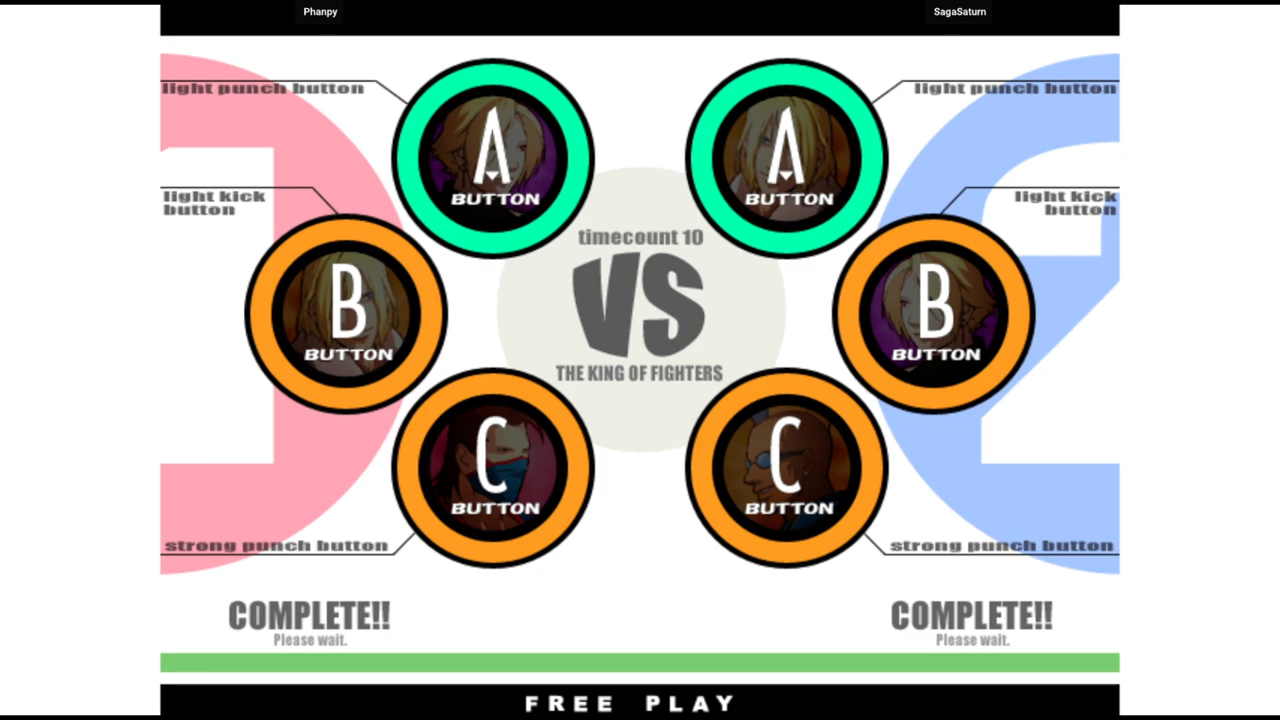 Phanpy
SagaSaturn
light punch button
light punch button
A
BUTTON
A
BUTTON
light kick
button
light kick
button
timecount 10
VS
THE KING OF FIGHTERS
B
BUTTON
B
BUTTON
C
BUTTON
C
BUTTON
strong punch button
strong punch button
COMPLETE!!
Please wait.
COMPLETE!!
Please wait.
FREE PLAY
1
2